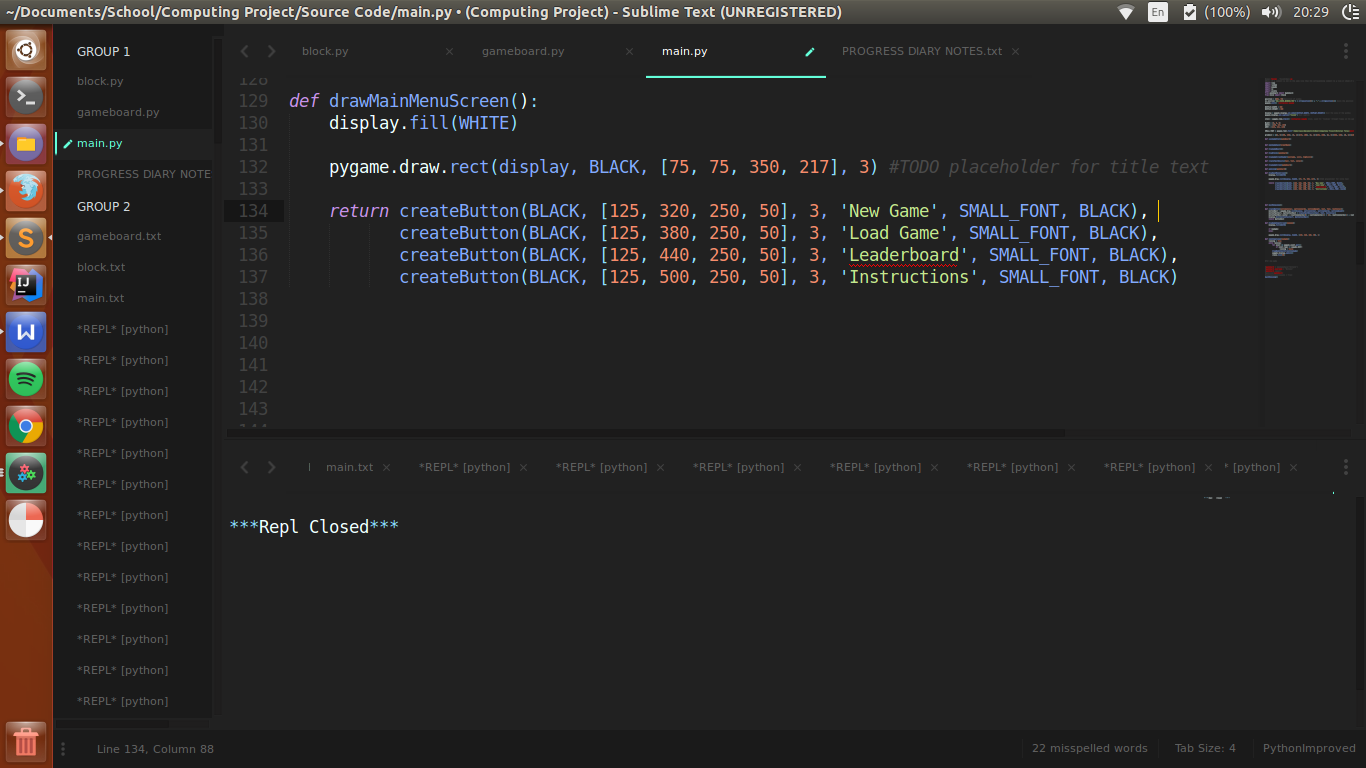 ~/Documents/School/Computing Project/Source Code/main.py • (Computing Project) - Sublime Text (UNREGISTERED)
En (100%) 20:29
GROUP 1
block.py
gameboard.py
main.py
PROGRESS DIARY NOTE
GROUP 2
gameboard.txt
block.txt
main.txt
*REPL* [python]
*REPL* [python]
*REPL* [python]
*REPL* [python]
*REPL* [python]
*REPL* [python]
*REPL* [python]
*REPL* [python]
*REPL* [python]
*REPL* [python]
*REPL* [python]
*REPL* [python]
*REPL* [python]
block.py × gameboard.py × main.py PROGRESS DIARY NOTES.txt ×
128
129 def drawMainMenuScreen():
130 display.fill(WHITE)
131
132 pygame.draw.rect(display, BLACK, [75, 75, 350, 217], 3) #TODO placeholder for title text
133
134 return createButton(BLACK, [125, 320, 250, 50], 3, 'New Game', SMALL_FONT, BLACK),
135 createButton(BLACK, [125, 380, 250, 50], 3, 'Load Game', SMALL_FONT, BLACK),
136 createButton(BLACK, [125, 440, 250, 50], 3, 'Leaderboard', SMALL_FONT, BLACK),
137 createButton(BLACK, [125, 500, 250, 50], 3, 'Instructions', SMALL_FONT, BLACK)
138
139
140
141
142
143
main.txt × *REPL* [python] × *REPL* [python] × *REPL* [python] × *REPL* [python] × *REPL* [python] × *REPL* [python] × * [python] ×
***Repl Closed***
Line 134, Column 88
22 misspelled words Tab Size: 4 PythonImproved